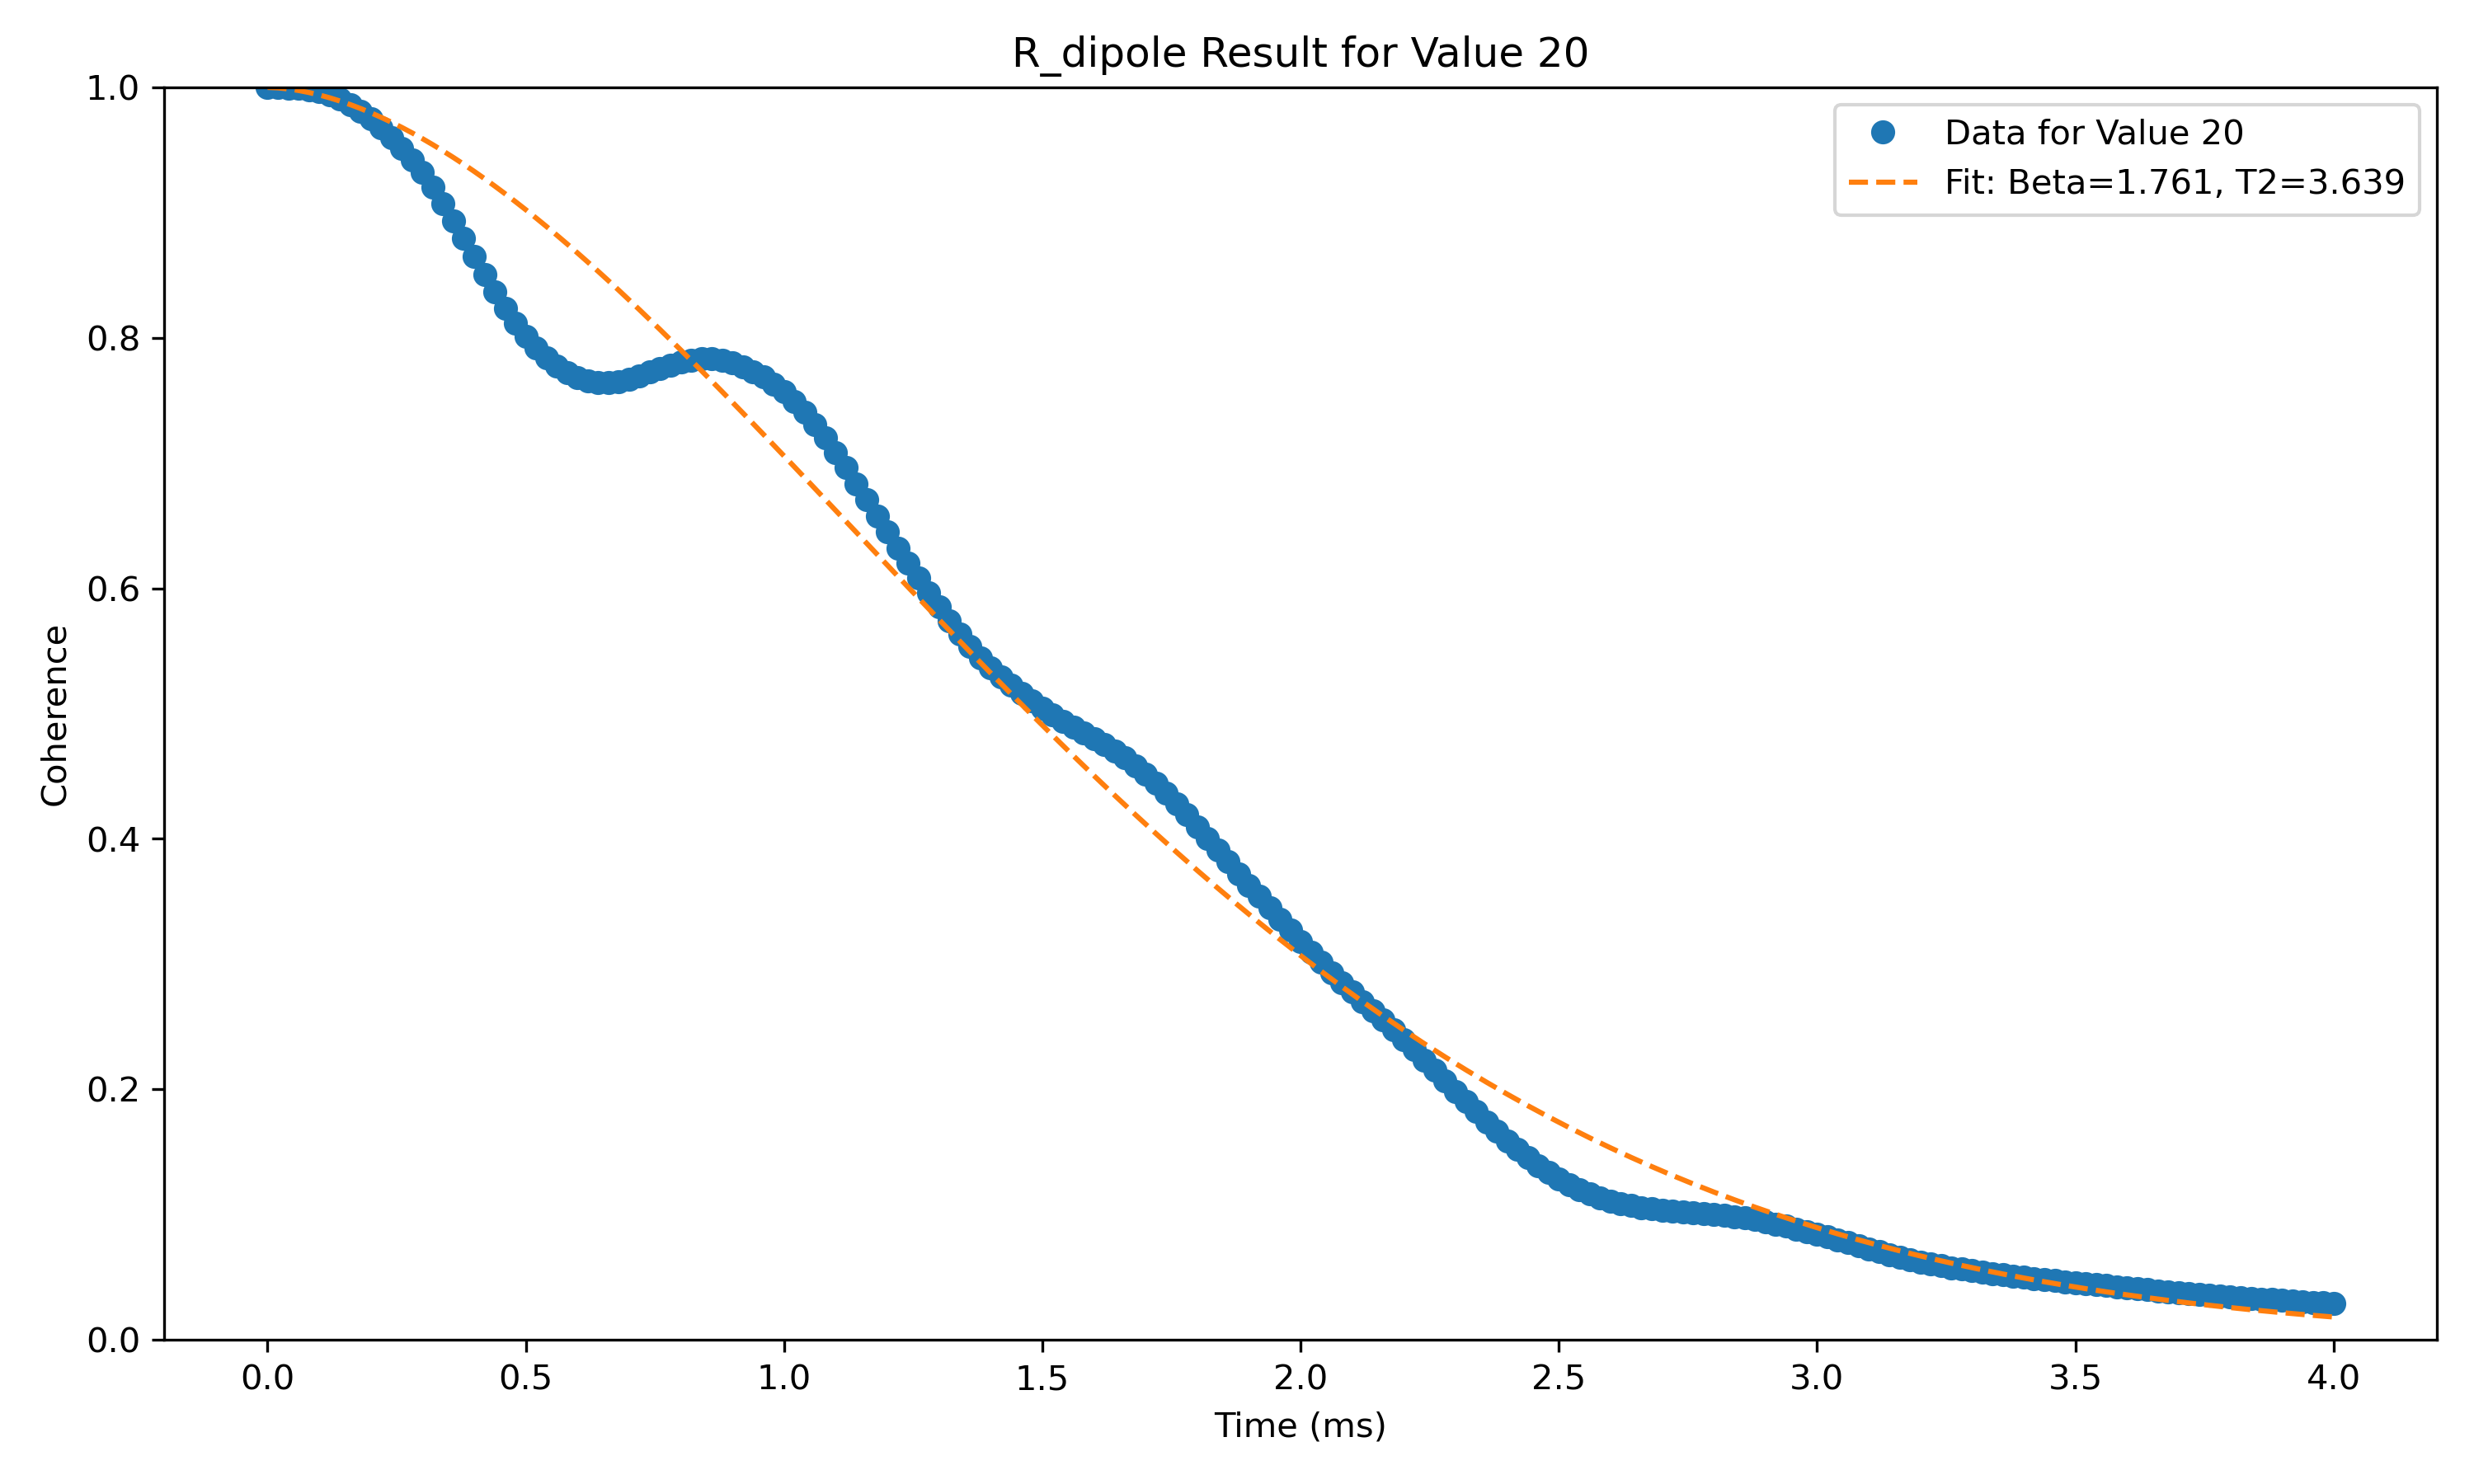 R_dipole Result for Value 20
Data for Value 20
Fit: Beta=1.761, T2=3.639
Coherence
1.0
0.8
0.6
0.4
0.2
0.0
0.0 0.5 1.0 1.5 2.0 2.5 3.0 3.5 4.0
Time (ms)